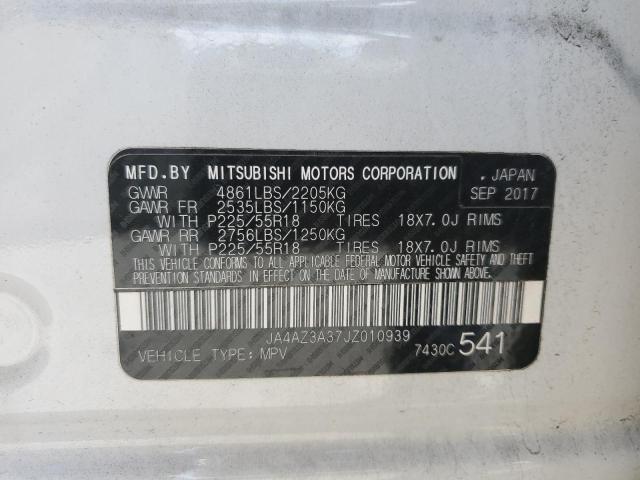 MFD.BY MITSUBISHI MOTORS CORPORATION . JAPAN
GVWR 4861LBS/2205KG SEP 2017
GAWR FR 2535LBS/1150KG
WITH P225/55R18 TIRES 18X7.0J RIMS
GAWR RR 2756LBS/1250KG
WITH P225/55R18 TIRES 18X7.0J RIMS
THIS VEHICLE CONFORMS TO ALL APPLICABLE FEDERAL MOTOR VEHICLE SAFETY AND THEFT
PREVENTION STANDARDS IN EFFECT ON THE DATE OF MANUFACTURE SHOWN ABOVE.
JA4AZ3A37JZ010939
VEHICLE TYPE: MPV 7430C 541